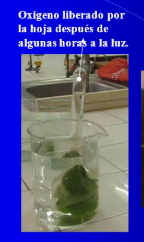 Oxigeno liberado por
la hoja después de
algunas horas a la luz.